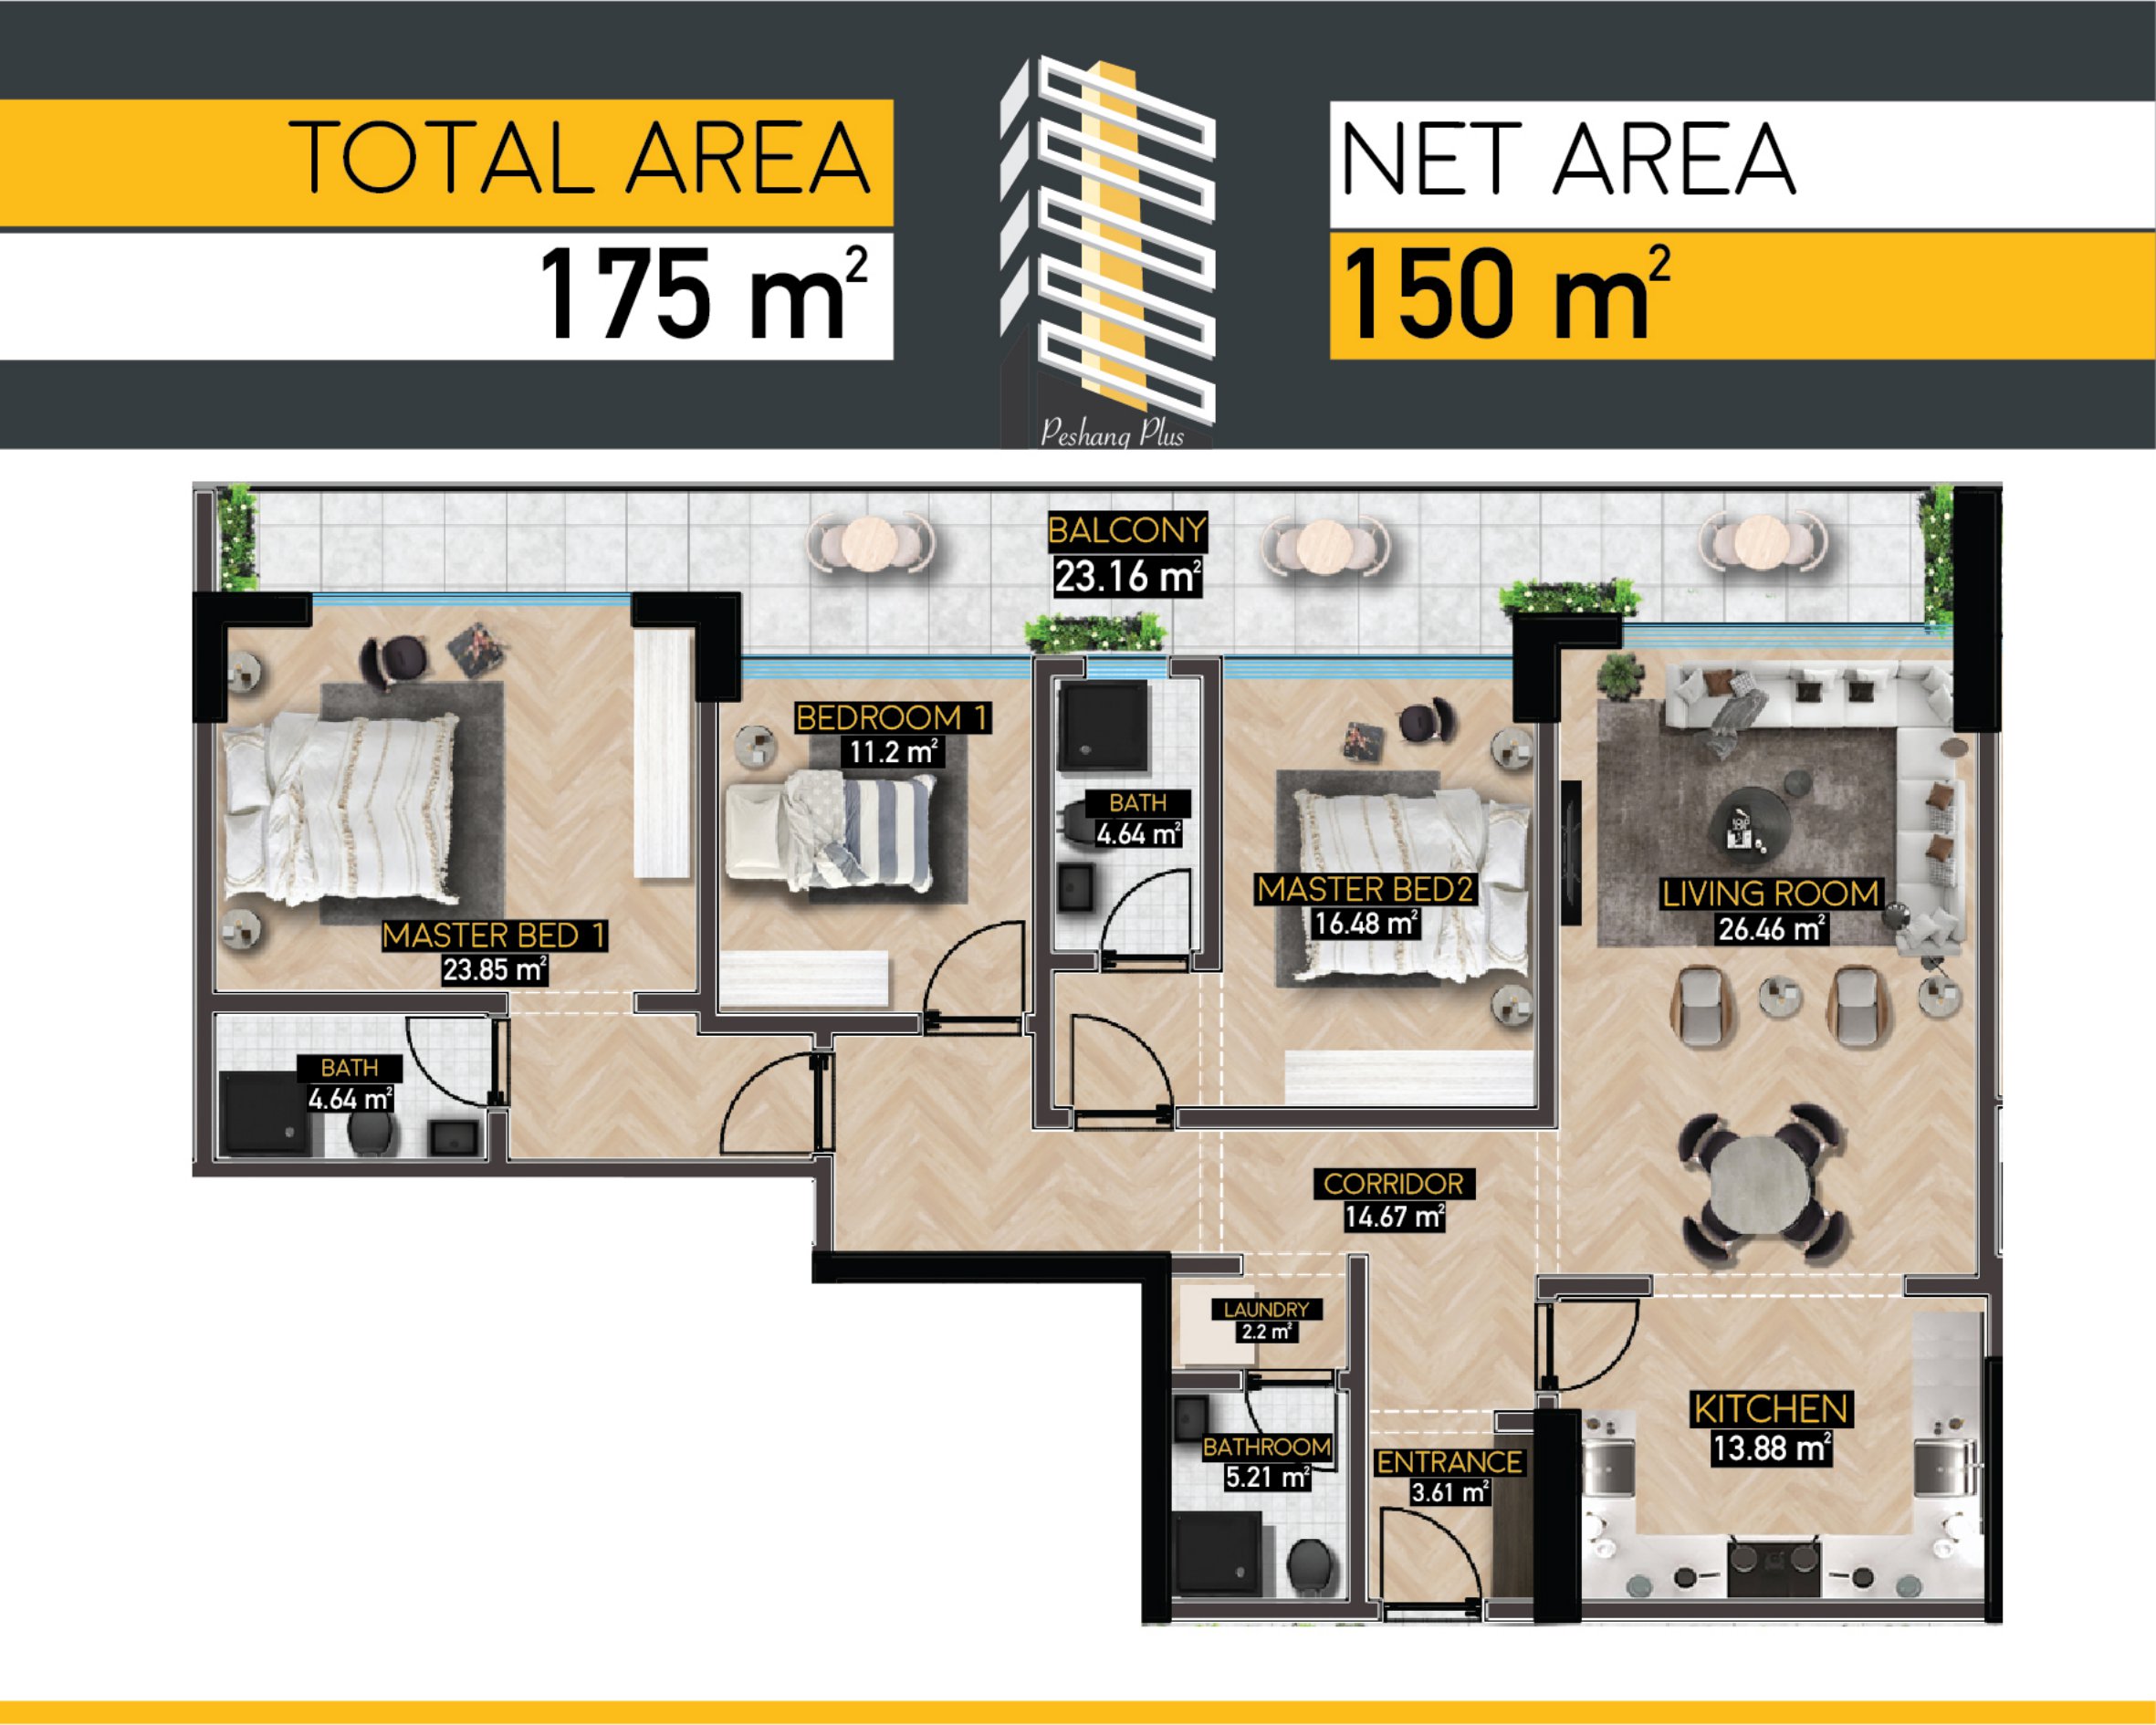 TOTAL AREA
175 m²
Peshang Plus
NET AREA
150 m²
BALCONY
23.16 m²
BEDROOM 1
11.2 m²
BATH
4.64 m²
MASTER BED2
16.48 m²
LIVING ROOM
26.46 m²
MASTER BED 1
23.85 m²
BATH
4.64 m²
CORRIDOR
14.67 m²
LAUNDRY
2.2 m²
BATHROOM
5.21 m²
ENTRANCE
3.61 m²
KITCHEN
13.88 m²